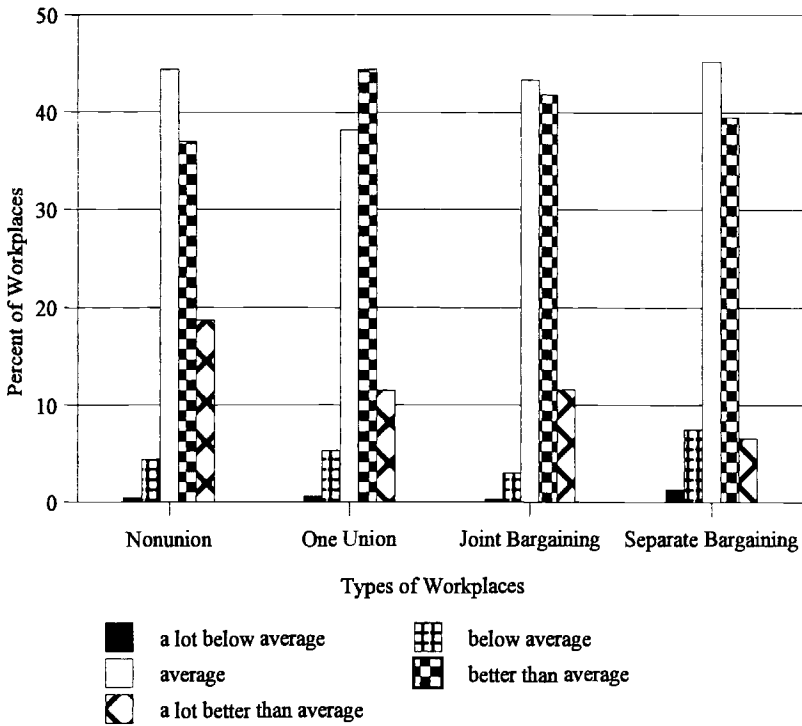 50
40
30
20
10
0
Percent of Workplaces
Nonunion One Union Joint Bargaining Separate Bargaining
Types of Workplaces
a lot below average below average
average better than average
a lot better than average